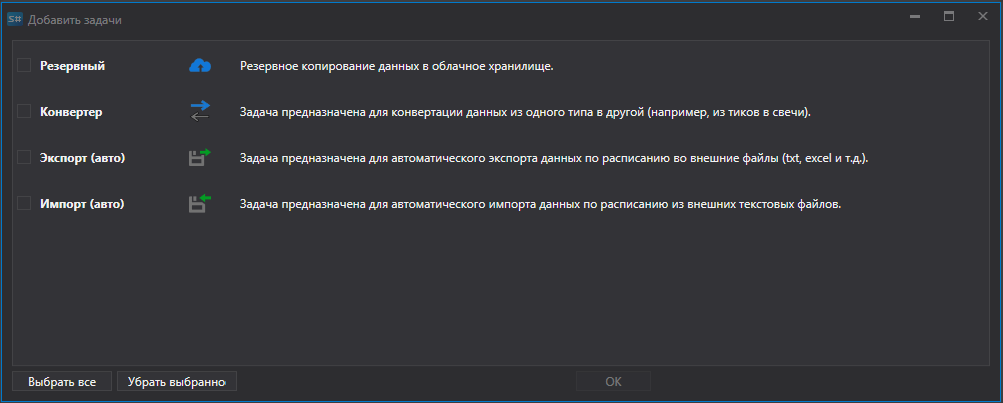 S#
Добавить задачи
Резервный
Резервное копирование данных в облачное хранилище.
Конвертер
Задача предназначена для конвертации данных из одного типа в другой (например, из тиков в свечи).
Экспорт (авто)
Задача предназначена для автоматического экспорта данных по расписанию во внешние файлы (txt, excel и т.д.).
Импорт (авто)
Задача предназначена для автоматического импорта данных по расписанию из внешних текстовых файлов.
Выбрать все
Убрать выбранно
OK